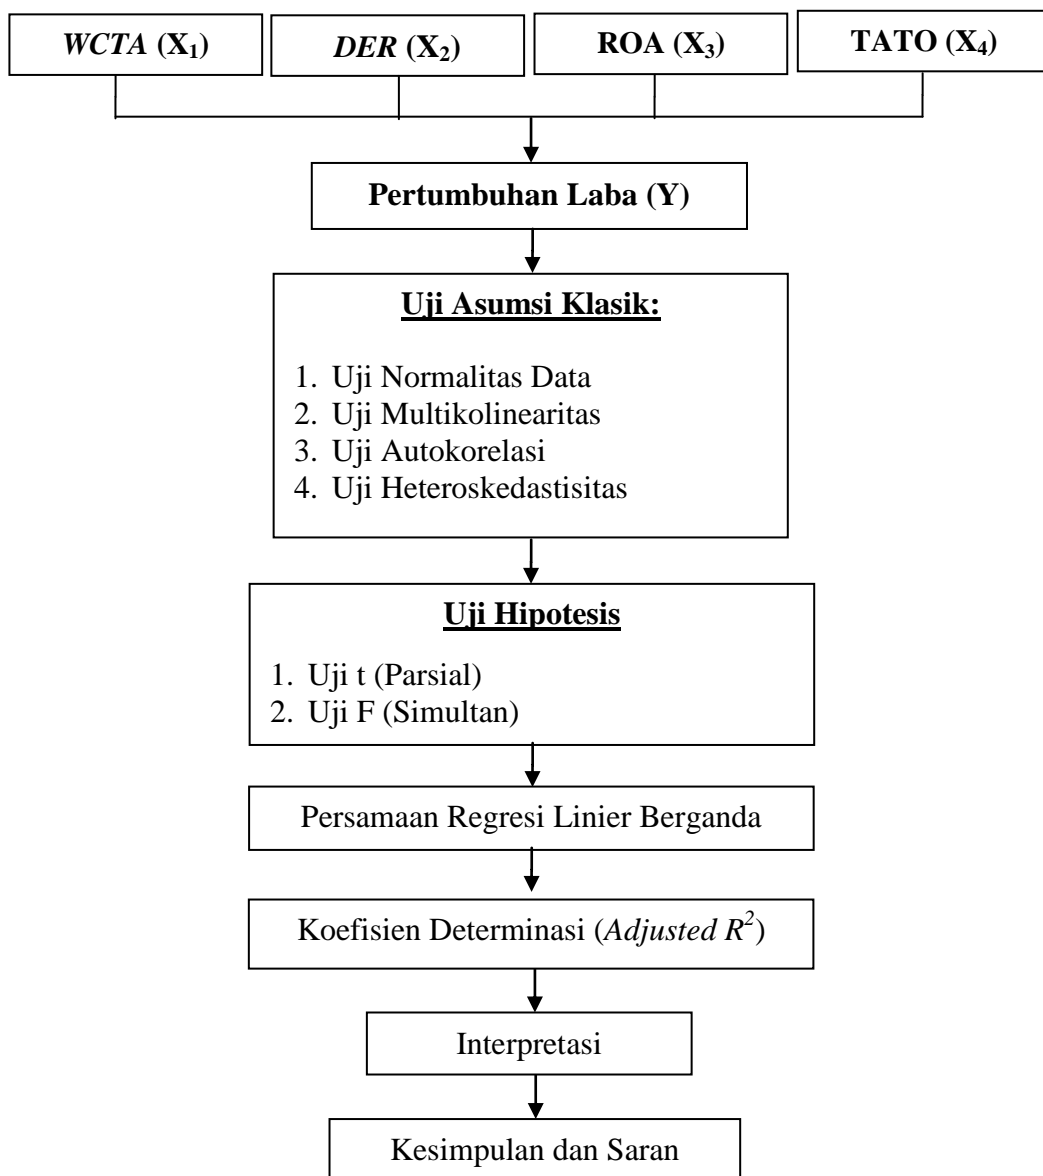 WCTA (X₁)
DER (X₂)
ROA (X₃)
TATO (X₄)
Pertumbuhan Laba (Y)
Uji Asumsi Klasik:
1. Uji Normalitas Data
2. Uji Multikolinearitas
3. Uji Autokorelasi
4. Uji Heteroskedastisitas
Uji Hipotesis
1. Uji t (Parsial)
2. Uji F (Simultan)
Persamaan Regresi Linier Berganda
Koefisien Determinasi (Adjusted R²)
Interpretasi
Kesimpulan dan Saran